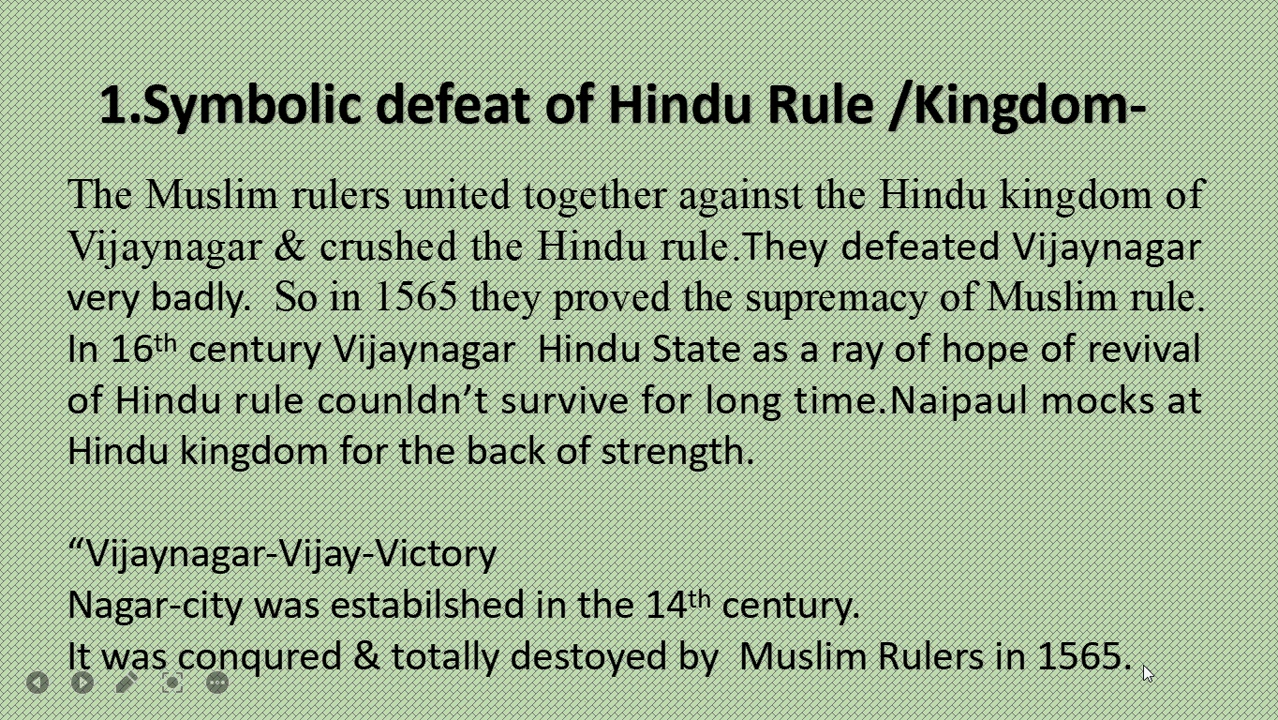 1.Symbolic defeat of Hindu Rule /Kingdom-
The Muslim rulers united together against the Hindu kingdom of
Vijaynagar & crushed the Hindu rule.They defeated Vijaynagar
very badly. So in 1565 they proved the supremacy of Muslim rule.
In 16th century Vijaynagar Hindu State as a ray of hope of revival
of Hindu rule counldn’t survive for long time.Naipaul mocks at
Hindu kingdom for the back of strength.
“Vijaynagar-Vijay-Victory
Nagar-city was estabilshed in the 14th century.
It was conqured & totally destoyed by Muslim Rulers in 1565.